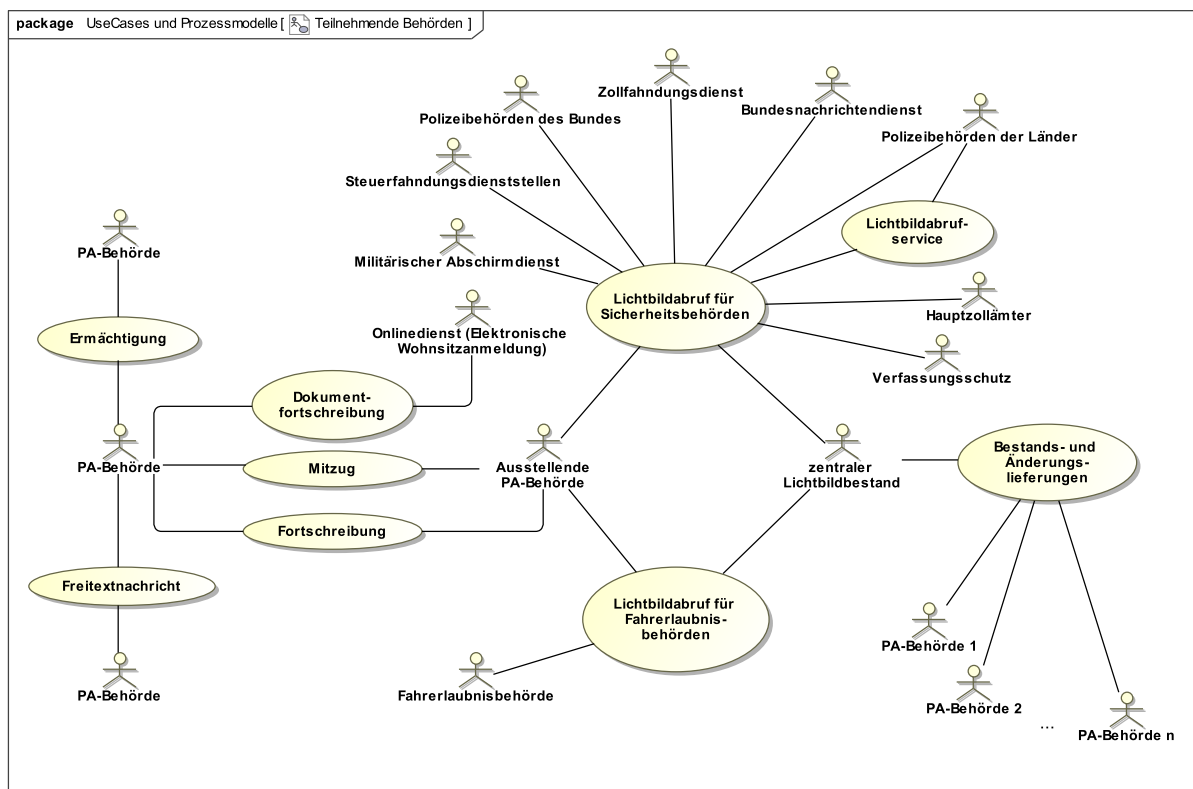 package UseCases und Prozessmodelle [ Teilnehmende Behörden ]
Zollfahndungsdienst
Bundesnachrichtendienst
Polizeibehörden des Bundes
Polizeibehörden der Länder
Steuerfahndungsdienststellen
Lichtbildabruf-
service
PA-Behörde
Militärischer Abschirmdienst
Lichtbildabruf für
Sicherheitsbehörden
Hauptzollämter
Ermächtigung
Onlinedienst (Elektronische
Wohnsitzanmeldung)
Verfassungsschutz
Dokument-
fortschreibung
PA-Behörde
Mitzug
Ausstellende
PA-Behörde
zentraler
Lichtbildbestand
Bestands- und
Änderungs-
lieferungen
Fortschreibung
Freitextnachricht
Lichtbildabruf für
Fahrerlaubnis-
behörden
PA-Behörde 1
PA-Behörde
Fahrerlaubnisbehörde
PA-Behörde 2
...
PA-Behörde n